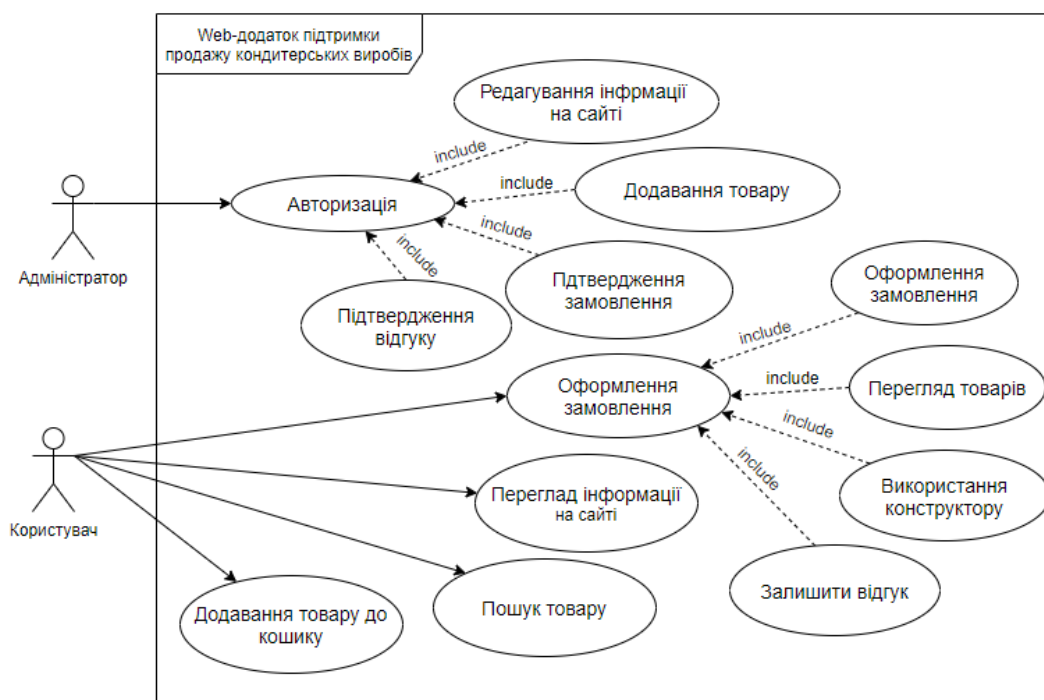 Web-додаток підтримки
продажу кондитерських виробів
Редагування інфрмації
на сайті
include
Авторизація
include
Додавання товару
include
include
Адміністратор
Підтвердження
відгуку
Пдтвердження
замовлення
Оформлення
замовлення
include
Оформлення
замовлення
include
Перегляд товарів
include
include
Використання
конструктору
Користувач
Переглад інформації
на сайті
Залишити відгук
Додавання товару до
кошику
Пошук товару